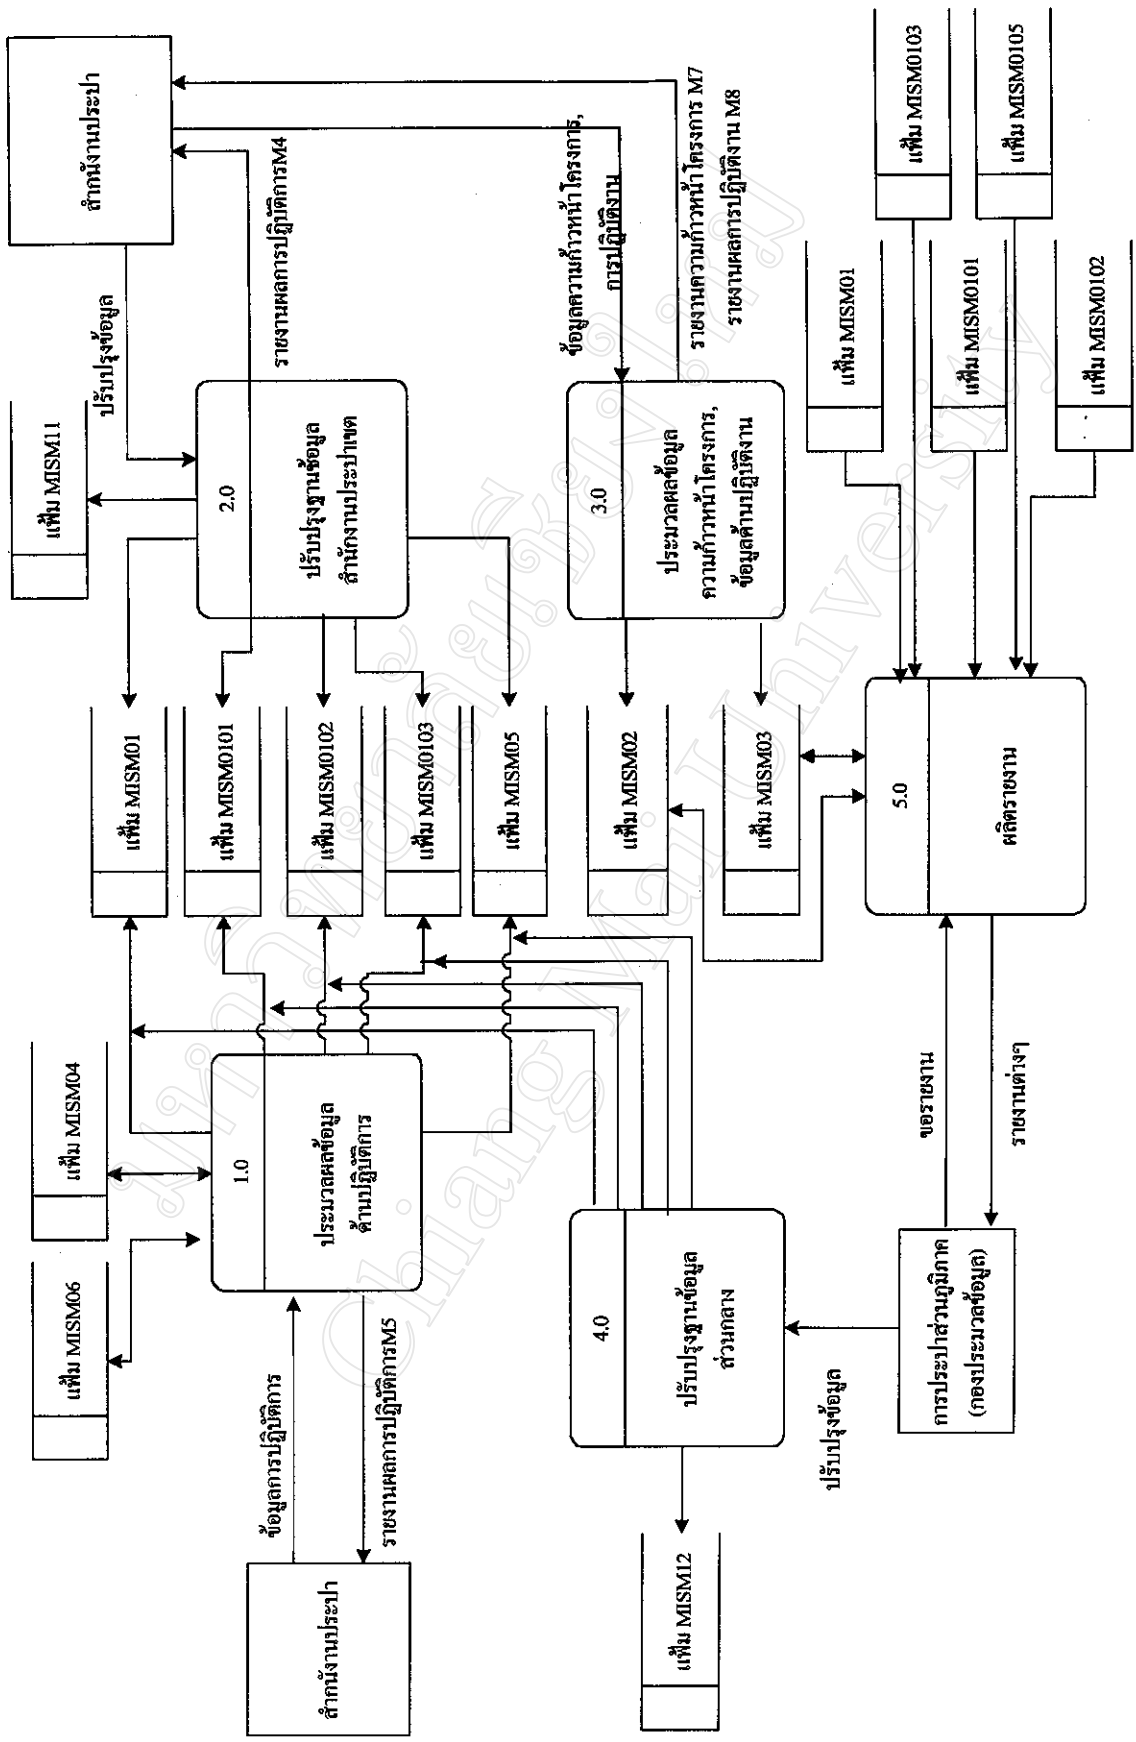 แฟ้ม MISM06
แฟ้ม MISM04
แฟ้ม MISM11
สำกนังานประปา
ปรับปรุงข้อมูล
แฟ้ม MISM01
ข้อมูลการปฏิบัติการ
1.0
ประมวลผลข้อมูล
ด้านปฏิบัติการ
แฟ้ม MISM0101
2.0
ปรับปรุงฐานข้อมูล
สำนักงานประปาเขต
รายงานผลการปฏิบัติการM4
สำกนังานประปา
รายงานผลการปฏิบัติการM5
แฟ้ม MISM0102
แฟ้ม MISM0103
แฟ้ม MISM05
ข้อมูลความก้าวหน้าโครงการ,
การปฏิบัติงาน
4.0
ปรับปรุงฐานข้อมูล
ส่วนกลาง
แฟ้ม MISM02
3.0
ประมวลผลข้อมูล
ความก้าวหน้าโครงการ,
ข้อมูลด้านปฏิบัติงาน
รายงานความก้าวหน้าโครงการ M7
รายงานผลการปฏิบัติงาน M8
แฟ้ม MISM12
แฟ้ม MISM03
ปรับปรุงข้อมูล
แฟ้ม MISM01
แฟ้ม MISM0103
การประปาส่วนภูมิภาค
(กองประมวลข้อมูล)
ขอรายงาน
รายงานต่างๆ
5.0
ผลิตรายงาน
แฟ้ม MISM0101
แฟ้ม MISM0105
แฟ้ม MISM0102
มหาวิทยาลัยเชียงใหม่
Chiang Mai University